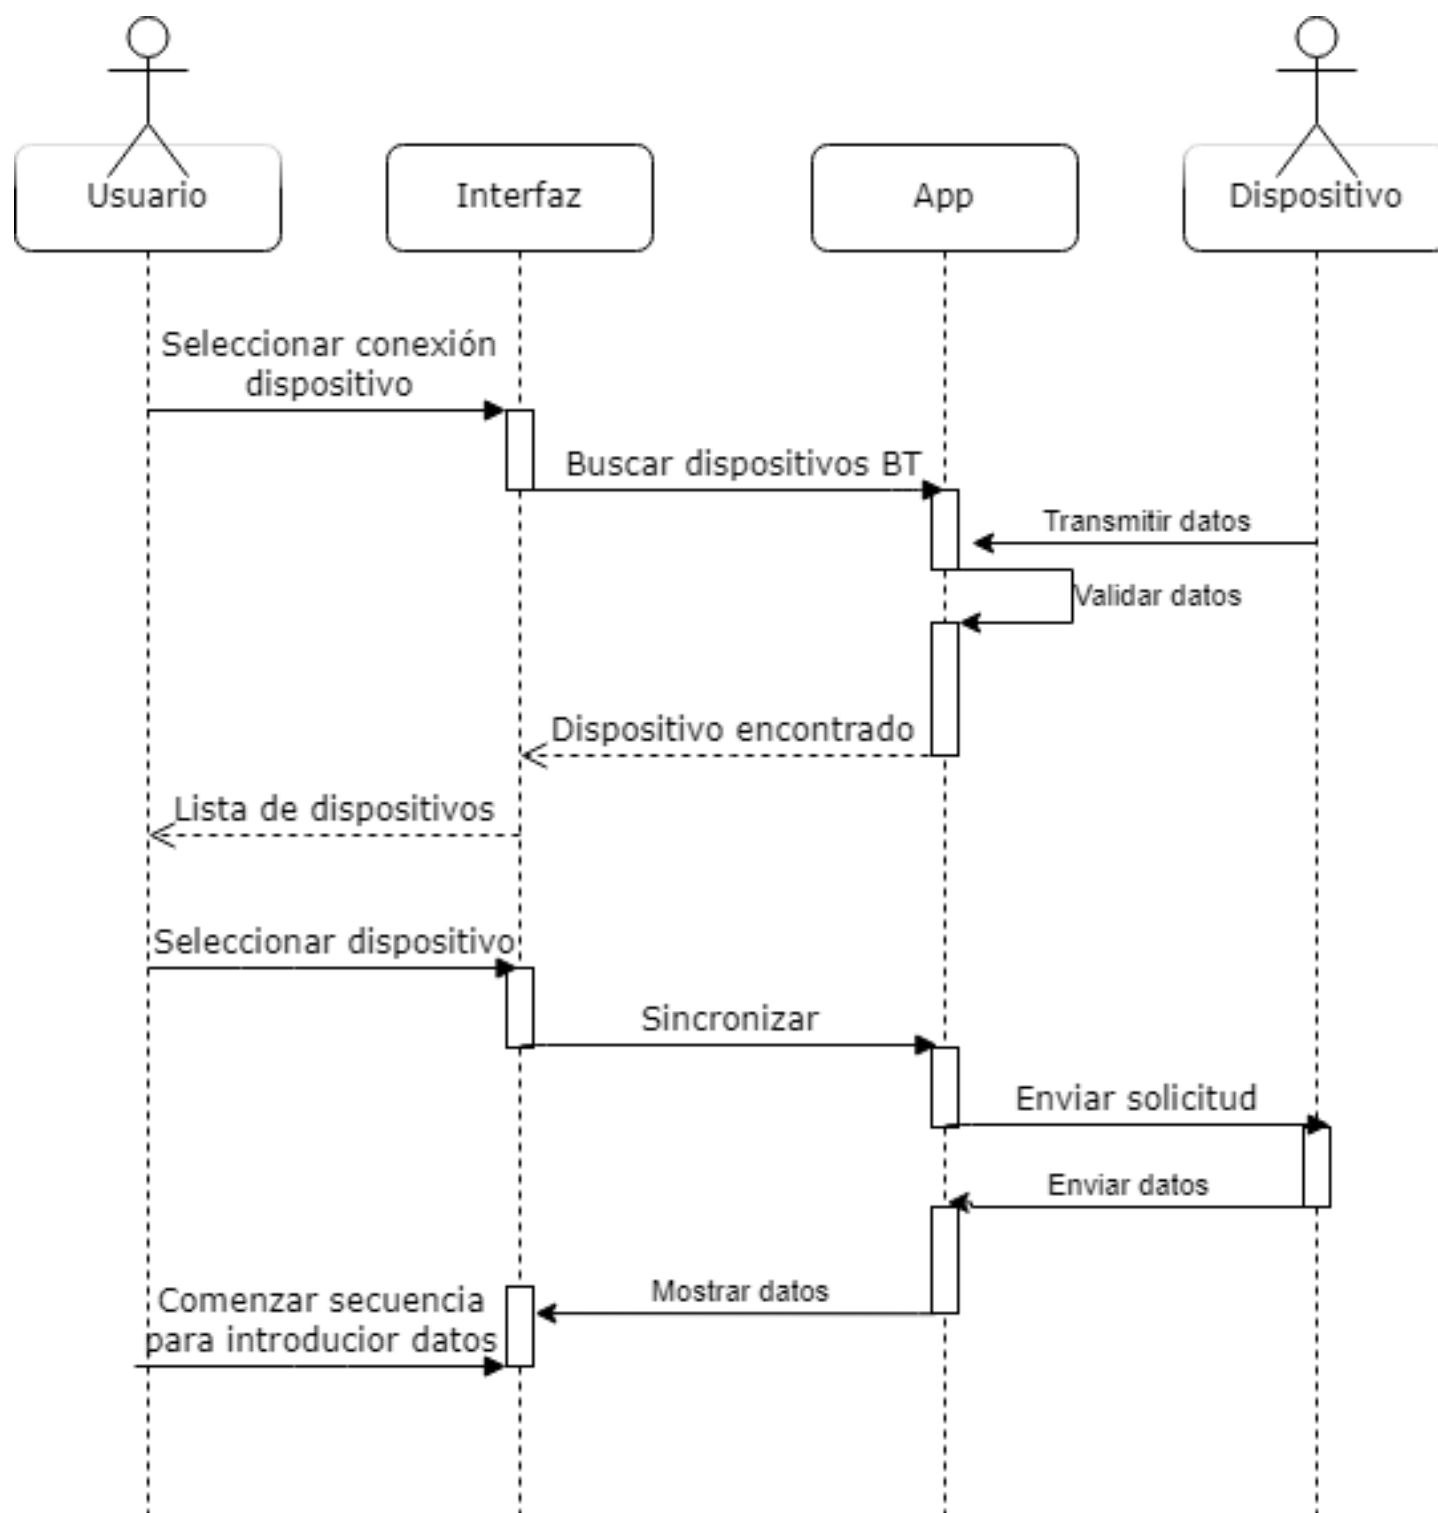 Usuario
Interfaz
App
Dispositivo
Seleccionar conexión
dispositivo
Buscar dispositivos BT
Transmitir datos
Validar datos
Dispositivo encontrado
Lista de dispositivos
Seleccionar dispositivo
Sincronizar
Enviar solicitud
Enviar datos
Mostrar datos
Comenzar secuencia
para introducior datos